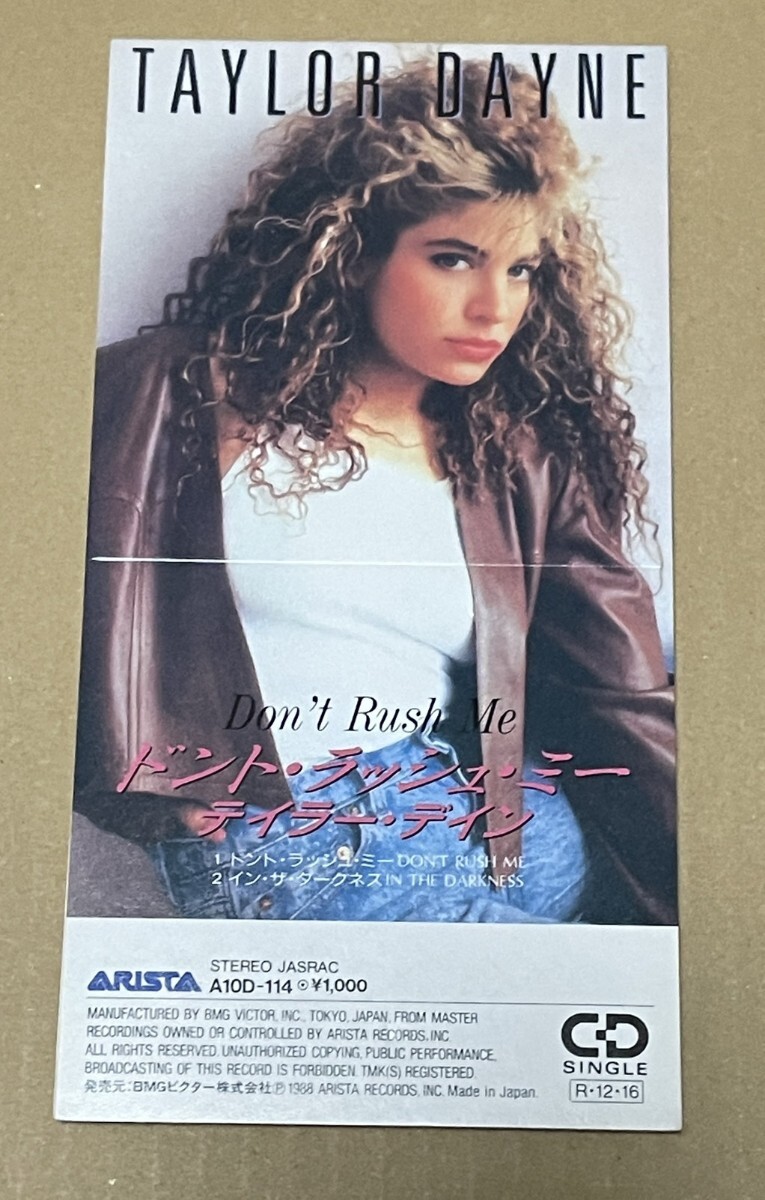 TAYLOR DAYNE
Don't Rush Me
ドント・ラッシュ・ミー
テイラー・デイン
1 ドント・ラッシュ・ミー DON'T RUSH ME
2 イン・ザ・ダークネス IN THE DARKNESS
STEREO JASRAC
ARISTA A10D-114 ⊙ ¥1,000
MANUFACTURED BY BMG VICTOR, INC., TOKYO, JAPAN, FROM MASTER
RECORDINGS OWNED OR CONTROLLED BY ARISTA RECORDS, INC.
ALL RIGHTS RESERVED. UNAUTHORIZED COPYING, PUBLIC PERFORMANCE,
BROADCASTING OF THIS RECORD IS FORBIDDEN. TMK(S) REGISTERED.
発売元:BMGビクター株式会社 Ⓟ 1988 ARISTA RECORDS, INC. Made in Japan.
CD
SINGLE
R・12・16